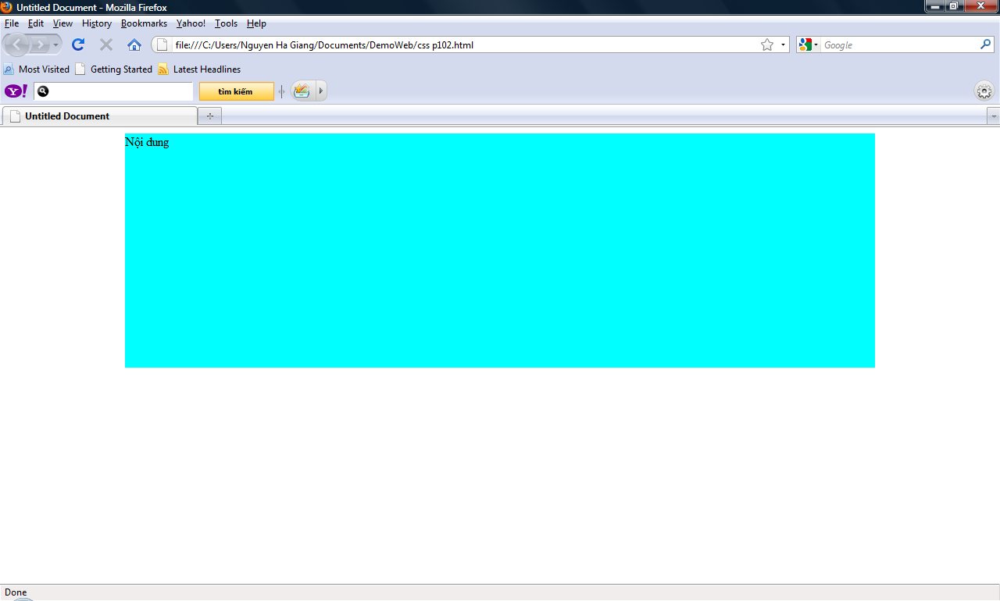 Untitled Document - Mozilla Firefox
File Edit View History Bookmarks Yahoo! Tools Help
file:///C:/Users/Nguyen Ha Giang/Documents/DemoWeb/css p102.html Google
Most Visited Getting Started Latest Headlines
Y! tìm kiếm
Untitled Document
Nội dung
Done